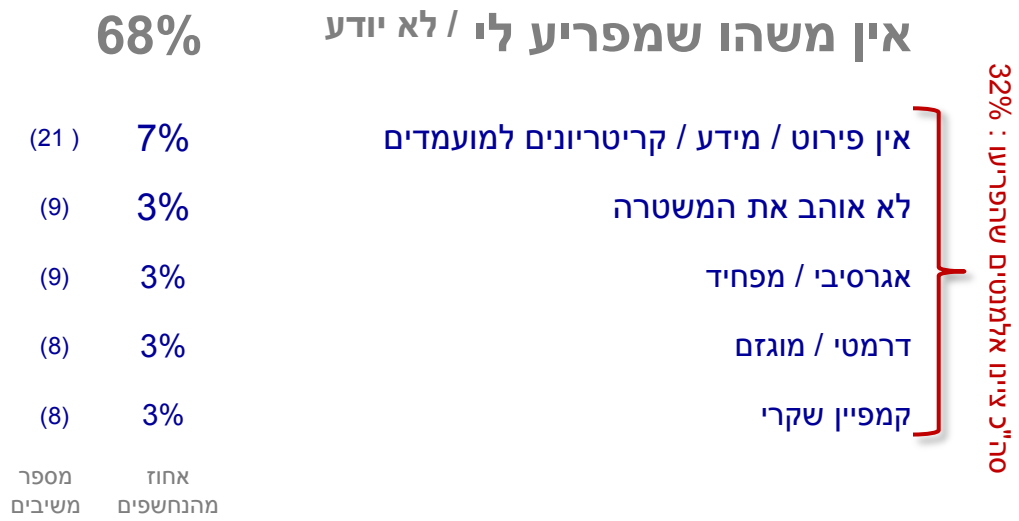 אין משהו שמפריע לי / לא יודע 68%
אין פירוט / מידע / קריטריונים למועמדים 7% (21 )
לא אוהב את המשטרה 3% (9)
אגרסיבי / מפחיד 3% (9)
דרמטי / מוגזם 3% (8)
קמפיין שקרי 3% (8)
אחוז מהנחשפים
מספר משיבים
סה"כ ציינו אלמנטים שהפריעו : 32%